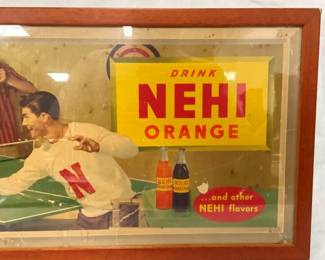 DRINK
NEHI
ORANGE
N
...and other
NEHI flavors